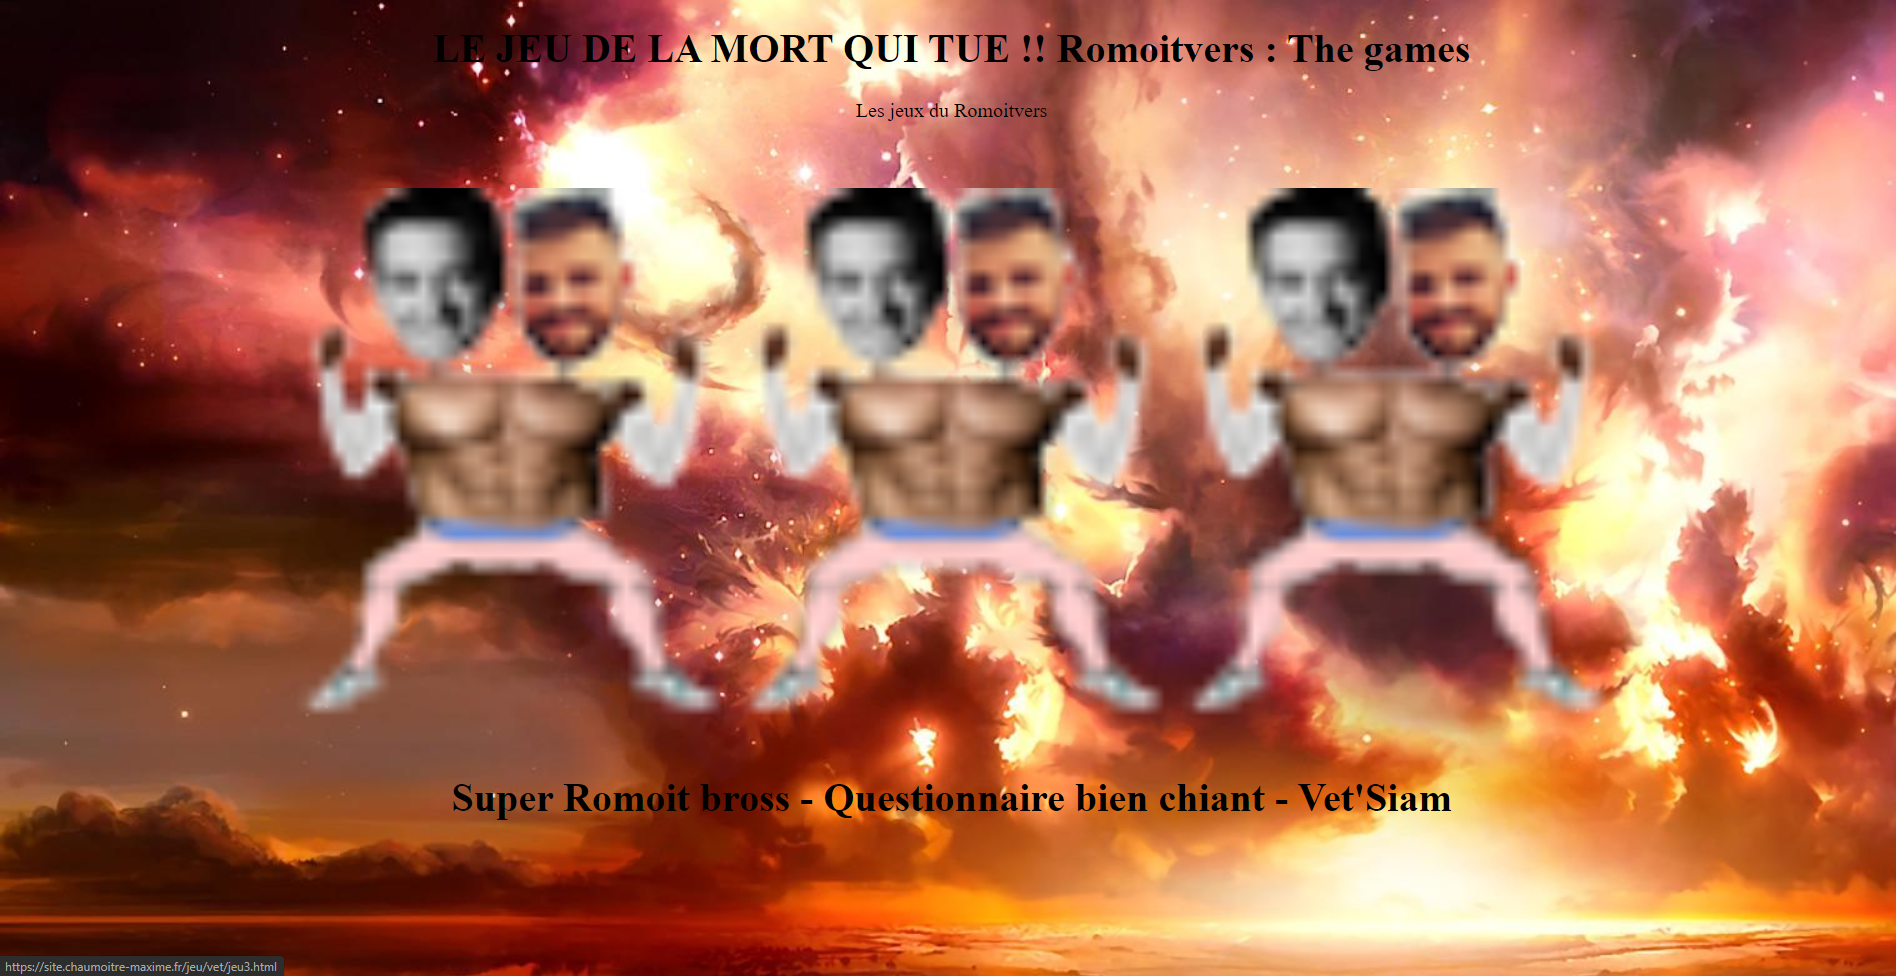 LE JEU DE LA MORT QUI TUE !! Romoitvers : The games
Les jeux du Romoitvers
Super Romoit bross - Questionnaire bien chiant - Vet'Siam
https://site.chaumoitre-maxime.fr/jeu/vet/jeu3.html